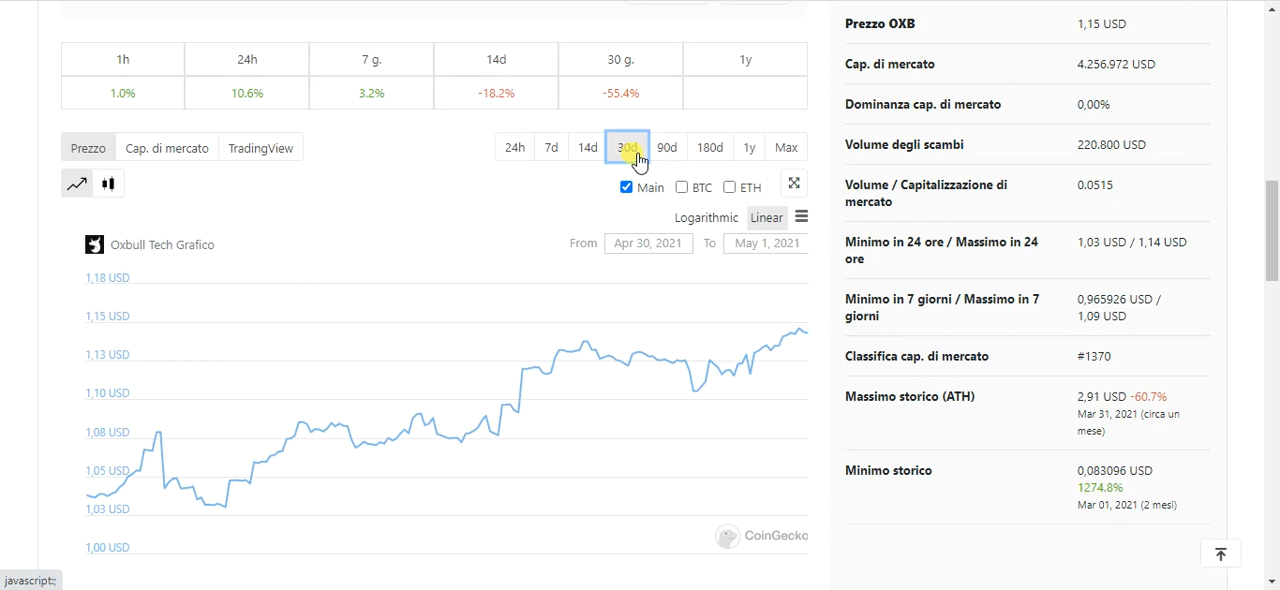 1h 24h 7 g. 14d 30 g. 1y
1.0% 10.6% 3.2% -18.2% -55.4%
Prezzo Cap. di mercato TradingView
24h 7d 14d 30d 90d 180d 1y Max
Main BTC ETH
Logarithmic Linear
Oxbull Tech Grafico
From Apr 30, 2021 To May 1, 2021
1,18 USD
1,15 USD
1,13 USD
1,10 USD
1,08 USD
1,05 USD
1,03 USD
1,00 USD
CoinGecko
javascript:;
Prezzo OXB 1,15 USD
Cap. di mercato 4.256.972 USD
Dominanza cap. di mercato 0,00%
Volume degli scambi 220.800 USD
Volume / Capitalizzazione di
mercato
0.0515
Minimo in 24 ore / Massimo in 24
ore
1,03 USD / 1,14 USD
Minimo in 7 giorni / Massimo in 7
giorni
0,965926 USD /
1,09 USD
Classifica cap. di mercato #1370
Massimo storico (ATH) 2,91 USD -60.7%
Mar 31, 2021 (circa un
mese)
Minimo storico 0,083096 USD
1274.8%
Mar 01, 2021 (2 mesi)